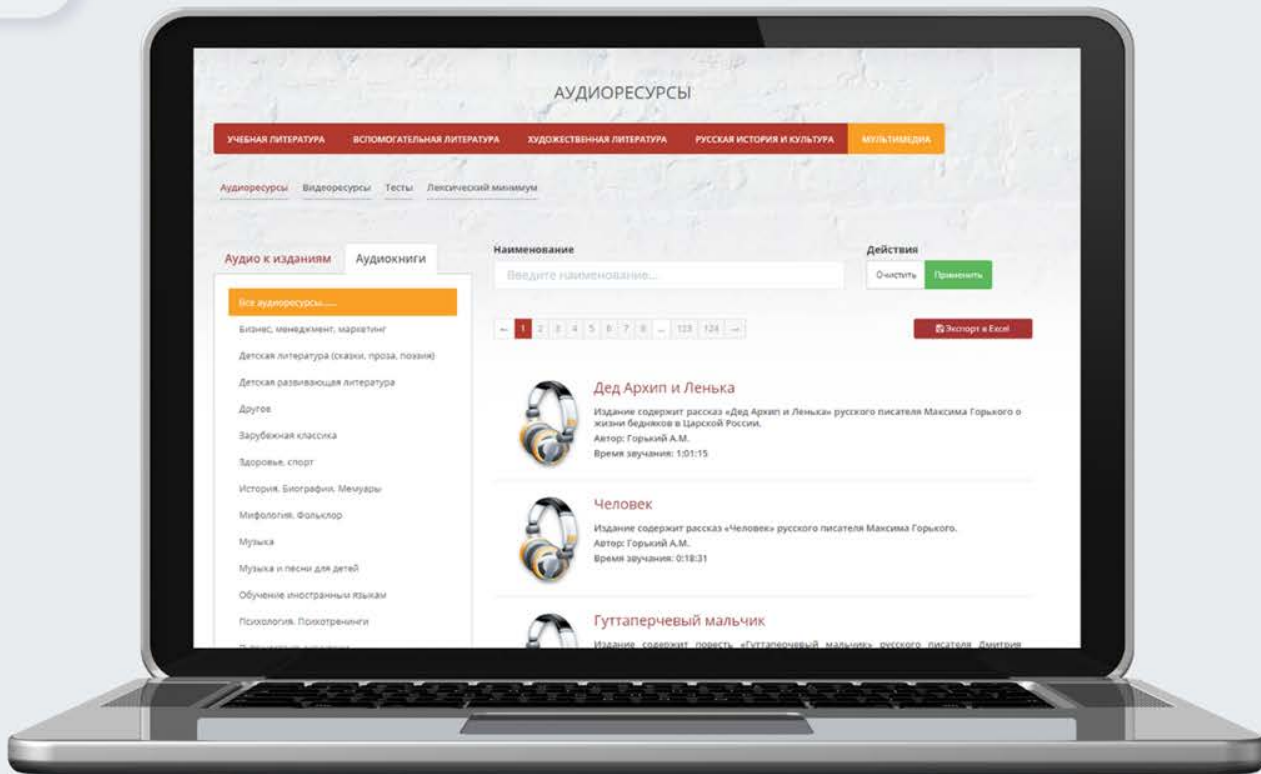 АУДИОРЕСУРСЫ
УЧЕБНАЯ ЛИТЕРАТУРА ВСПОМОГАТЕЛЬНАЯ ЛИТЕРАТУРА ХУДОЖЕСТВЕННАЯ ЛИТЕРАТУРА РУССКАЯ ИСТОРИЯ И КУЛЬТУРА МУЛЬТИМЕДИА
Аудиоресурсы Видеоресурсы Тесты Лексический минимум
Аудио к изданиям Аудиокниги
Все аудиоресурсы......
Бизнес, менеджмент, маркетинг
Детская литература (сказки, проза, поэзия)
Детская развивающая литература
Другое
Зарубежная классика
Здоровье, спорт
История. Биографии. Мемуары
Мифология. Фольклор
Музыка
Музыка и песни для детей
Обучение иностранным языкам
Психология. Психотренинги
Наименование
Введите наименование...
Действия
Очистить Применить
← 1 2 3 4 5 6 7 8 ... 123 124 →
Экспорт в Excel
Дед Архип и Ленька
Издание содержит рассказ «Дед Архип и Ленька» русского писателя Максима Горького о
жизни бедняков в Царской России.
Автор: Горький А.М.
Время звучания: 1:01:15
Человек
Издание содержит рассказ «Человек» русского писателя Максима Горького.
Автор: Горький А.М.
Время звучания: 0:18:31
Гуттаперчевый мальчик
Издание содержит повесть «Гуттаперчевый мальчик» русского писателя Дмитрия